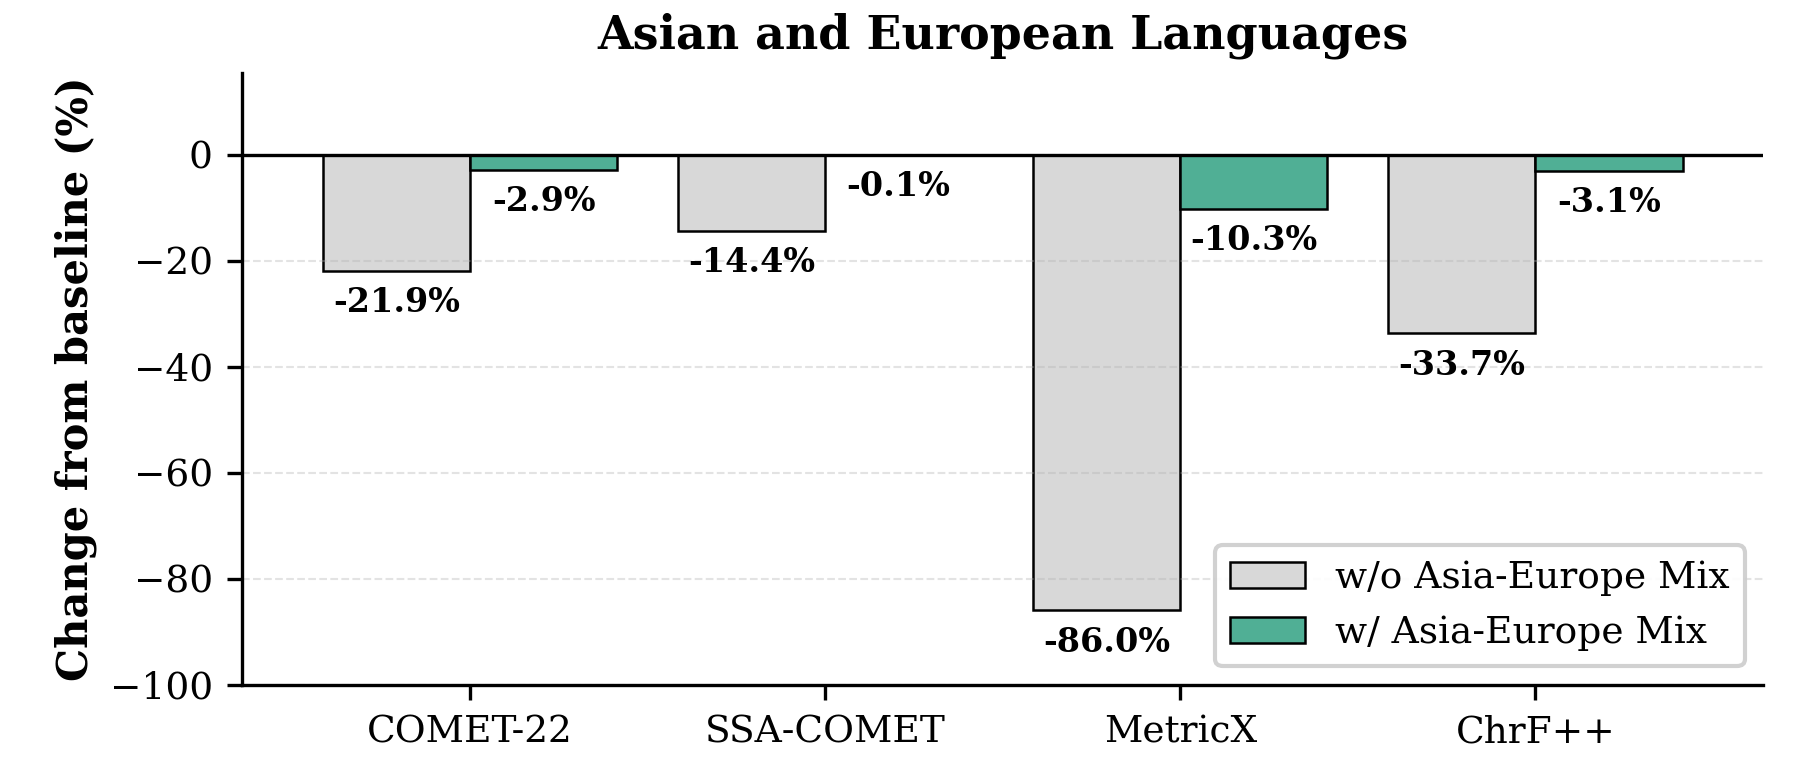 Asian and European Languages
Change from baseline (%)
0
−20
−40
−60
−80
−100
-21.9%
-2.9%
-14.4%
-0.1%
-86.0%
-10.3%
-33.7%
-3.1%
w/o Asia-Europe Mix
w/ Asia-Europe Mix
COMET-22
SSA-COMET
MetricX
ChrF++